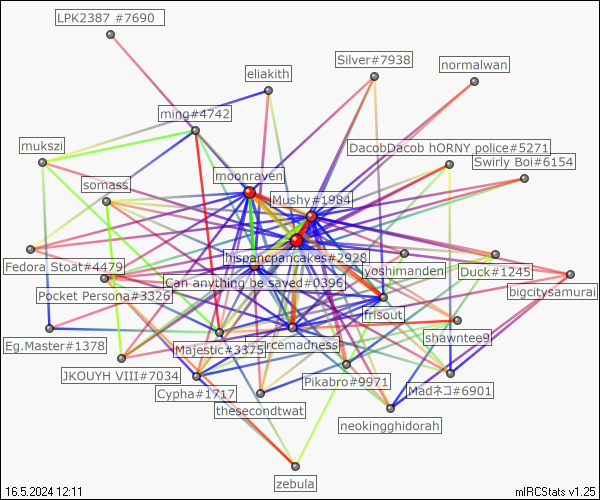 LPK2387 #7690
Silver#7938
normalwan
eliakith
ming#4742
mukszi
DacobDacob hORNY police#5271
Swirly Boi#6154
moonraven
somass
Mushy#1984
hispancpancakes#2928
Fedora Stoat#4479
yoshimanden
Duck#1245
Can anything be saved#0396
Pocket Persona#3326
bigcitysamurai
frisout
Eg.Master#1378
Majestic#3375
rcemadness
shawntee9
JKOUYH VIII#7034
Pikabro#9971
Cypha#1717
Madネコ#6901
thesecondtwat
neokingghidorah
zebula
16.5.2024 12:11
mIRCStats v1.25